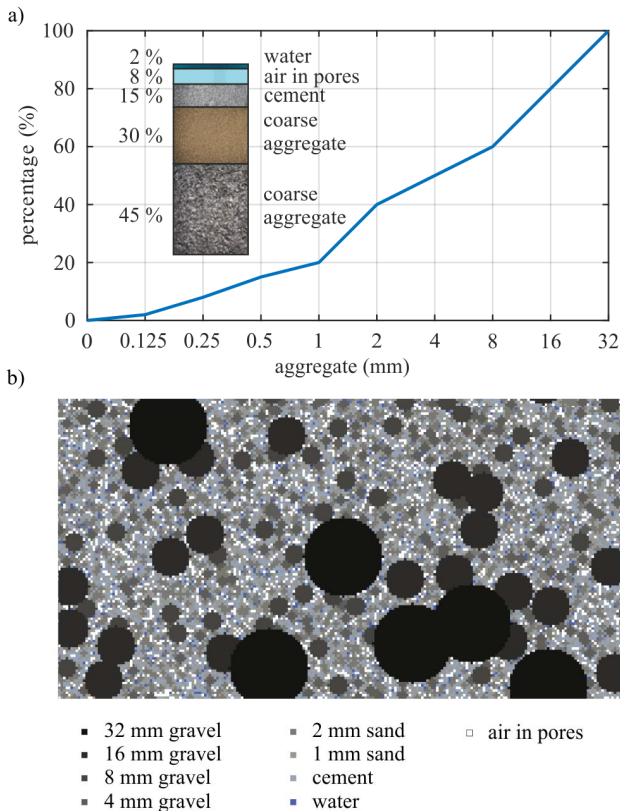 a)
100
80
60
40
20
0
percentage (%)
2 % water
8 % air in pores
15 % cement
30 % coarse
aggregate
45 % coarse
aggregate
0 0.125 0.25 0.5 1 2 4 8 16 32
aggregate (mm)
b)
32 mm gravel 2 mm sand air in pores
16 mm gravel 1 mm sand
8 mm gravel cement
4 mm gravel water